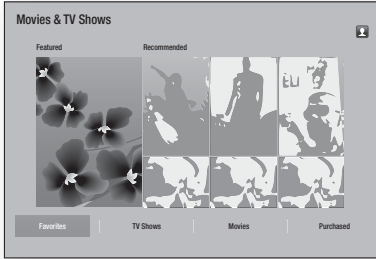 Movies & TV Shows
Featured Recommended
Favorites TV Shows Movies Purchased